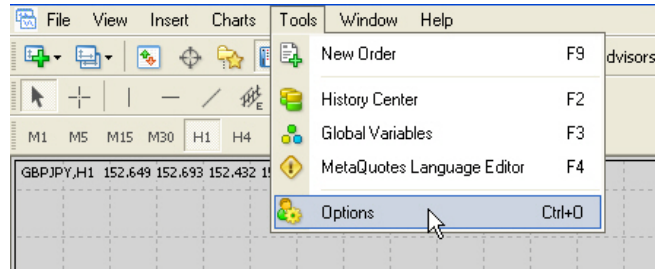 File View Insert Charts Tools Window Help
New Order F9
dvisors
History Center F2
Global Variables F3
M1 M5 M15 M30 H1 H4
MetaQuotes Language Editor F4
GBPJPY,H1 152.649 152.693 152.432
Options Ctrl+O